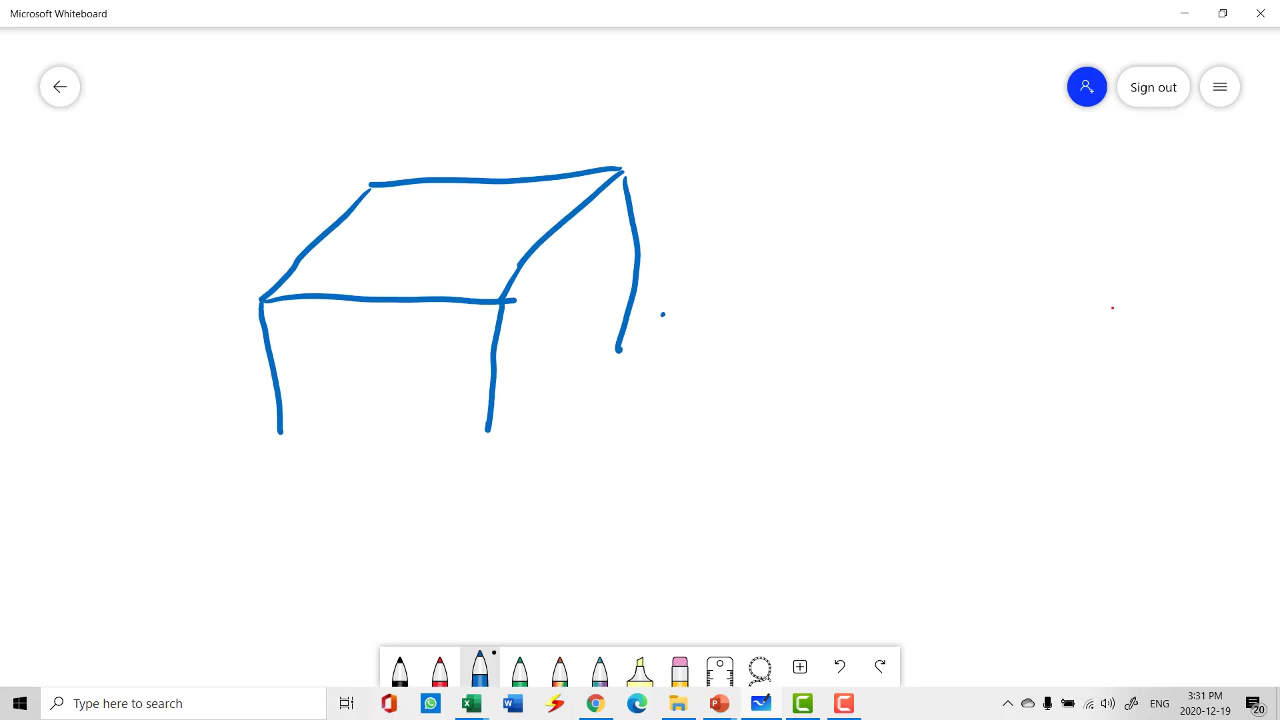 Microsoft Whiteboard
Sign out
Type here to search
ENG
3:31 PM
2020-12-19
20